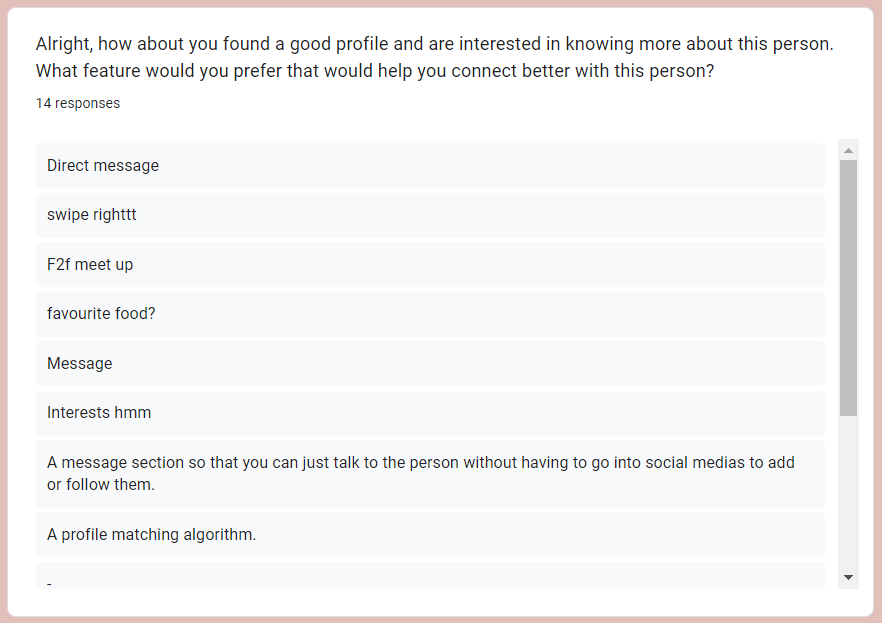 Alright, how about you found a good profile and are interested in knowing more about this person.
What feature would you prefer that would help you connect better with this person?
14 responses
Direct message
swipe righttt
F2f meet up
favourite food?
Message
Interests hmm
A message section so that you can just talk to the person without having to go into social medias to add
or follow them.
A profile matching algorithm.
-